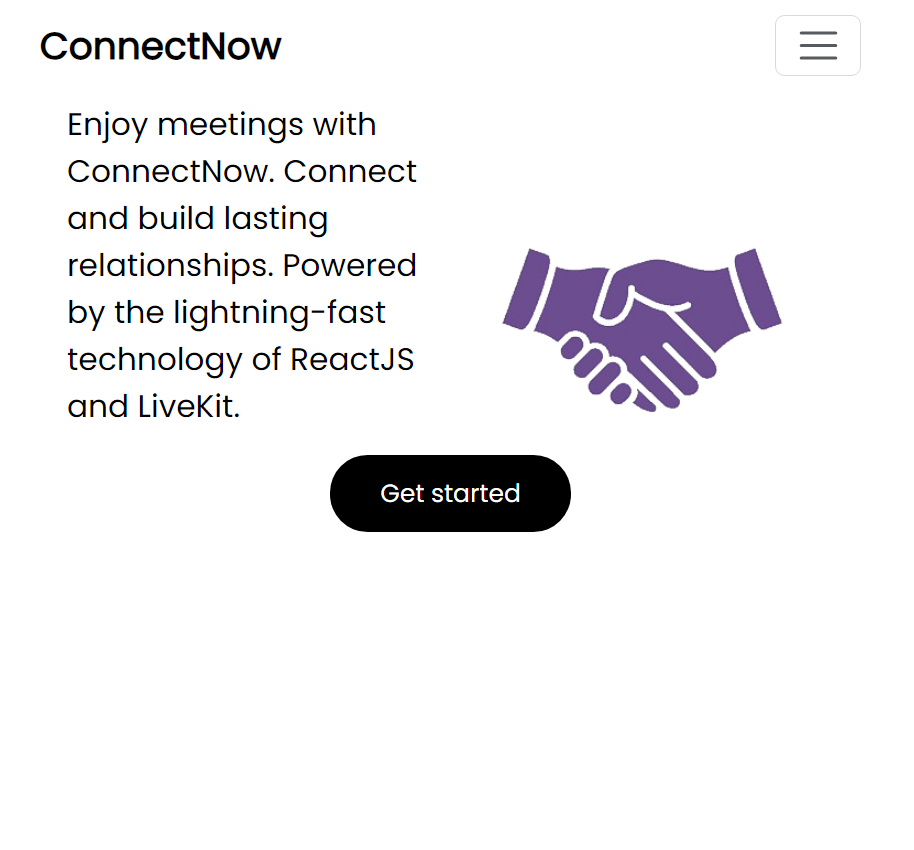 ConnectNow
Enjoy meetings with
ConnectNow. Connect
and build lasting
relationships. Powered
by the lightning-fast
technology of ReactJS
and LiveKit.
Get started